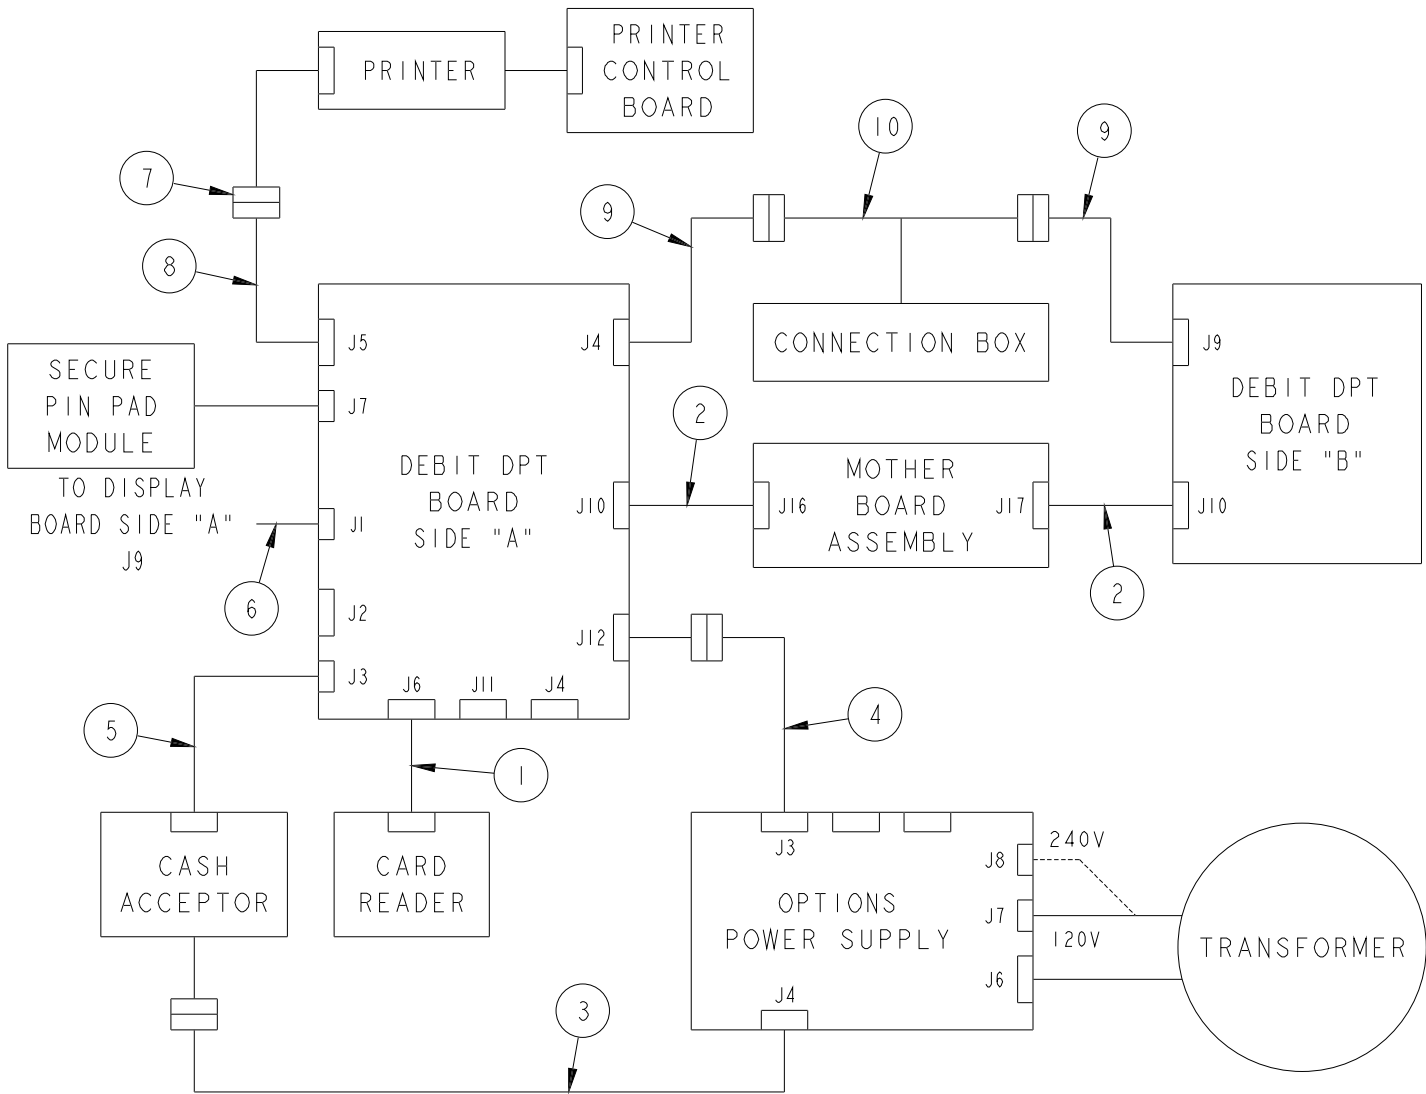 PRINTER
PRINTER
CONTROL
BOARD
7
8
9
10
9
J5
J7
J1
J2
J3
J4
J10
J12
J6
J11
J4
DEBIT DPT
BOARD
SIDE "A"
SECURE
PIN PAD
MODULE
TO DISPLAY
BOARD SIDE "A"
J9
6
2
CONNECTION BOX
J16
MOTHER
BOARD
ASSEMBLY
J17
2
J9
DEBIT DPT
BOARD
SIDE "B"
J10
5
1
4
CASH
ACCEPTOR
CARD
READER
J3
J8
240V
J7
120V
J6
OPTIONS
POWER SUPPLY
J4
TRANSFORMER
3